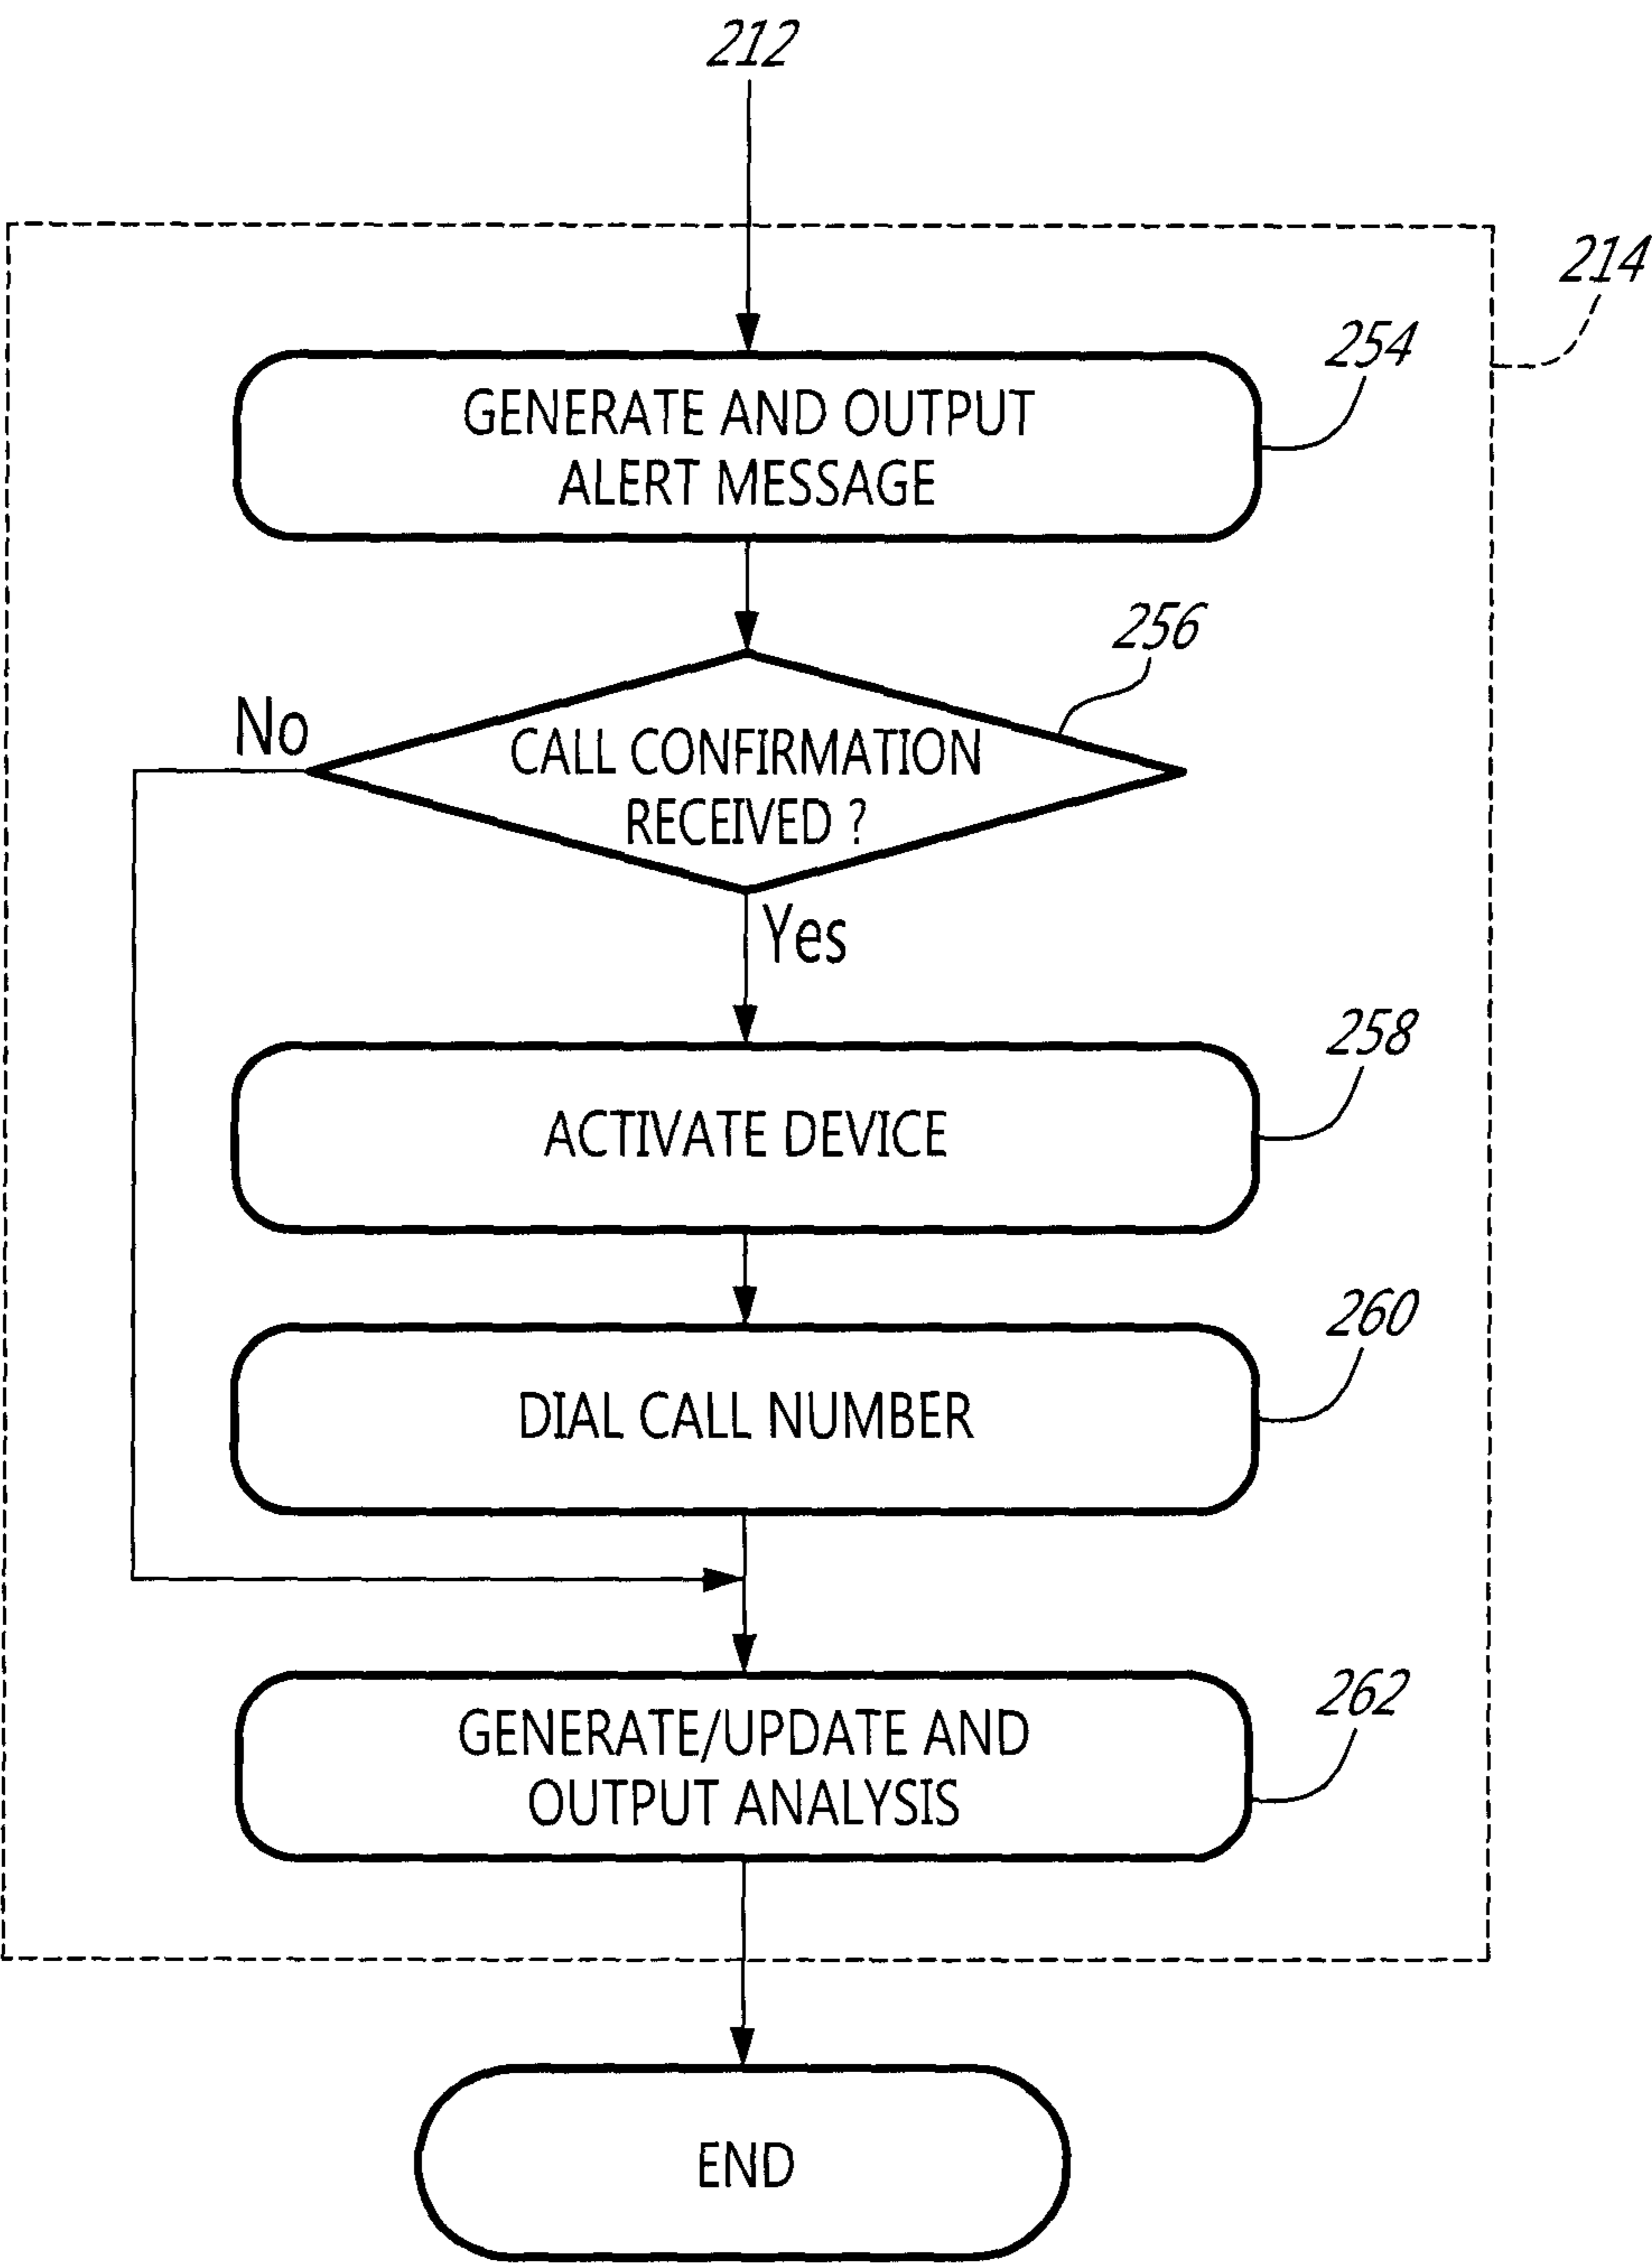 212
214
254
GENERATE AND OUTPUT
ALERT MESSAGE
256
No
CALL CONFIRMATION
RECEIVED ?
Yes
258
ACTIVATE DEVICE
260
DIAL CALL NUMBER
262
GENERATE/UPDATE AND
OUTPUT ANALYSIS
END